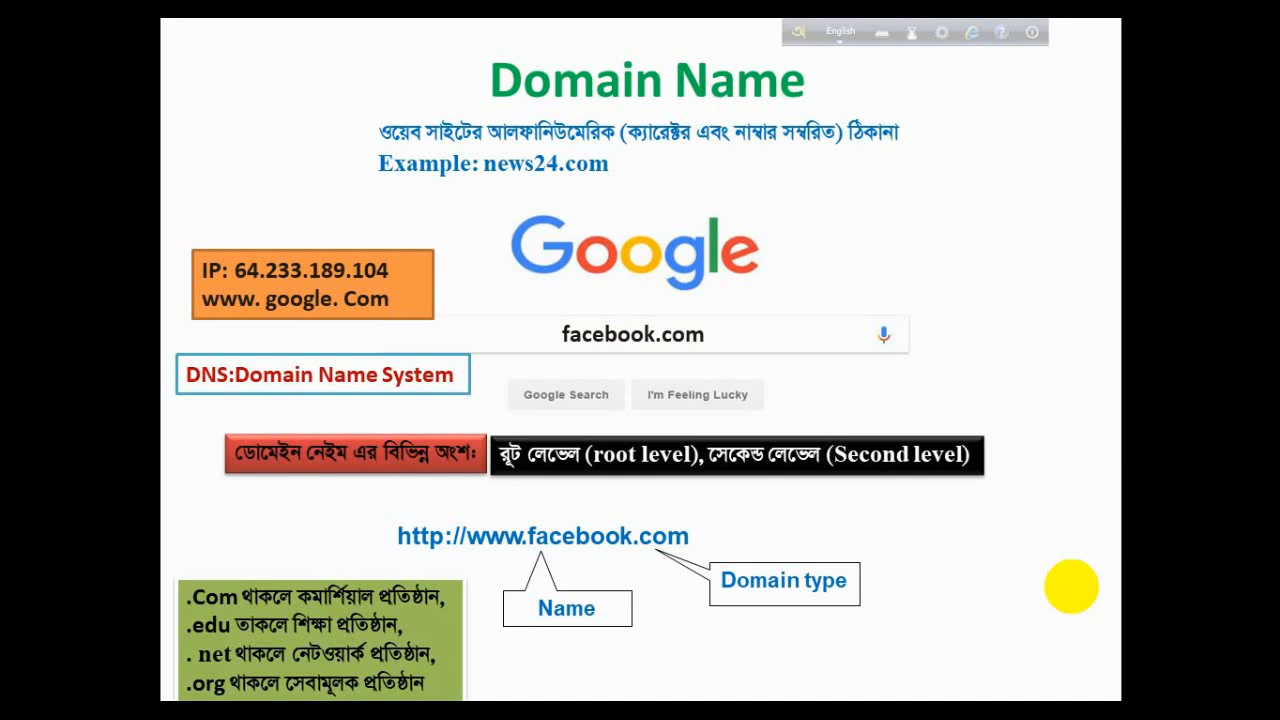 English
Domain Name
ওয়েব সাইটের আলফানিউমেরিক (ক্যারেক্টর এবং নাম্বার সম্বরিত) ঠিকানা
Example: news24.com
Google
IP: 64.233.189.104
www. google. Com
facebook.com
DNS:Domain Name System
Google Search
I'm Feeling Lucky
ডোমেইন নেইম এর বিভিন্ন অংশঃ
রূট লেভেল (root level), সেকেন্ড লেভেল (Second level)
http://www.facebook.com
Domain type
Name
.Com থাকলে কমার্শিয়াল প্রতিষ্ঠান,
.edu তাকলে শিক্ষা প্রতিষ্ঠান,
. net থাকলে নেটওয়ার্ক প্রতিষ্ঠান,
.org থাকলে সেবামূলক প্রতিষ্ঠান